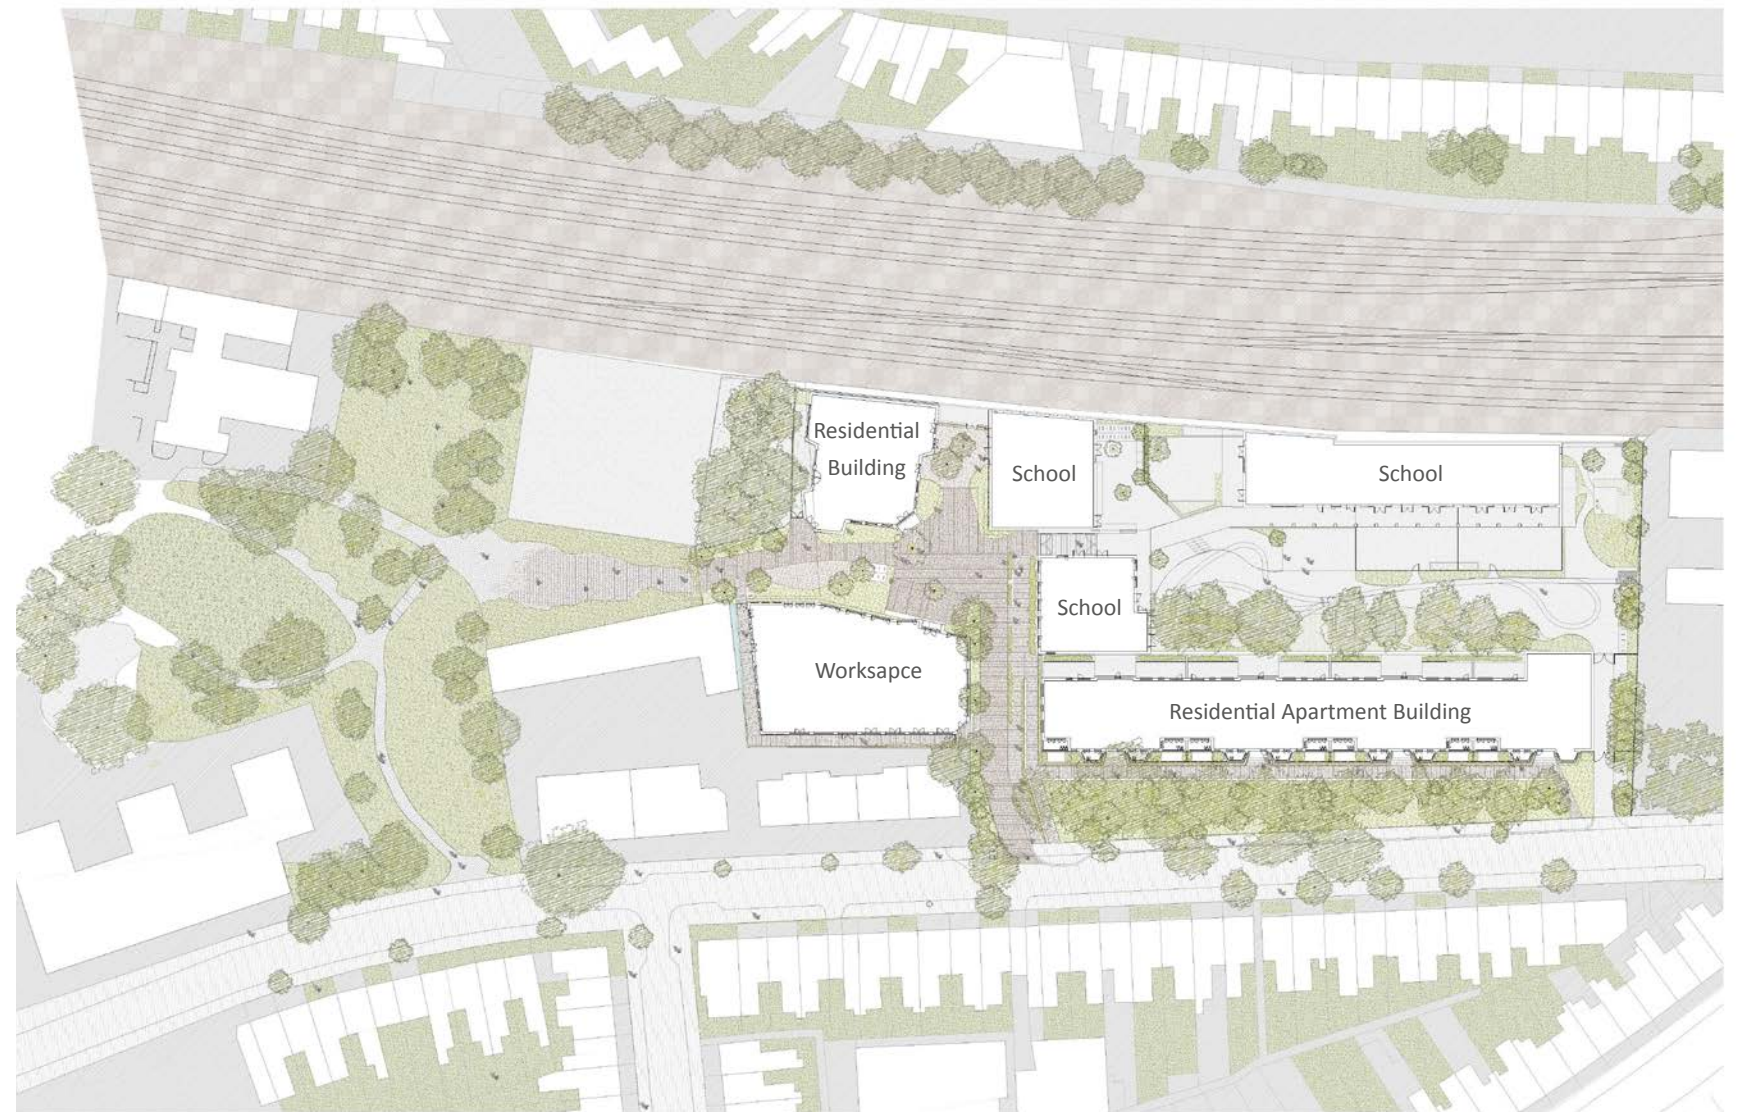 Residential
Building
School
School
School
Worksapce
Residential Apartment Building